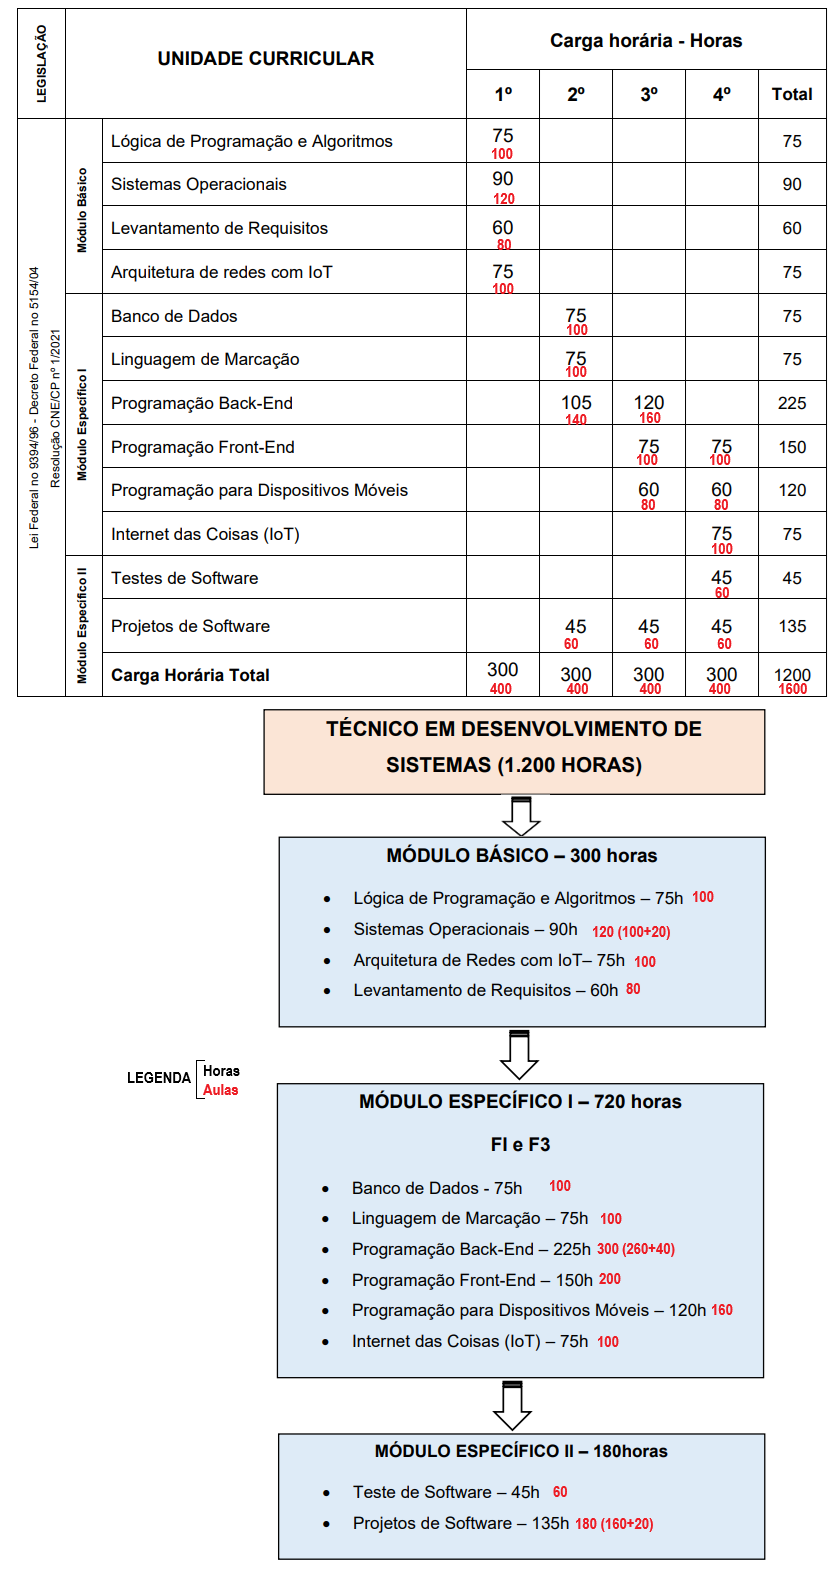 LEGISLAÇÃO
UNIDADE CURRICULAR
Carga horária - Horas
1º 2º 3º 4º Total
Lei Federal no 9394/96 - Decreto Federal no 5154/04
Resolução CNE/CP nº 1/2021
Módulo Básico
Lógica de Programação e Algoritmos 75 75
100
Sistemas Operacionais 90 90
120
Levantamento de Requisitos 60 60
80
Arquitetura de redes com IoT 75 75
100
Módulo Específico I
Banco de Dados 75 75
100
Linguagem de Marcação 75 75
100
Programação Back-End 105 120 225
140 160
Programação Front-End 75 75 150
100 100
Programação para Dispositivos Móveis 60 60 120
80 80
Internet das Coisas (IoT) 75 75
100
Módulo Específico II
Testes de Software 45 45
60
Projetos de Software 45 45 45 135
60 60 60
Carga Horária Total 300 300 300 300 1200
400 400 400 400 1600
TÉCNICO EM DESENVOLVIMENTO DE
SISTEMAS (1.200 HORAS)
MÓDULO BÁSICO – 300 horas
• Lógica de Programação e Algoritmos – 75h 100
• Sistemas Operacionais – 90h 120 (100+20)
• Arquitetura de Redes com IoT– 75h 100
• Levantamento de Requisitos – 60h 80
LEGENDA
Horas
Aulas
MÓDULO ESPECÍFICO I – 720 horas
FI e F3
• Banco de Dados - 75h 100
• Linguagem de Marcação – 75h 100
• Programação Back-End – 225h 300 (260+40)
• Programação Front-End – 150h 200
• Programação para Dispositivos Móveis – 120h 160
• Internet das Coisas (IoT) – 75h 100
MÓDULO ESPECÍFICO II – 180horas
• Teste de Software – 45h 60
• Projetos de Software – 135h 180 (160+20)